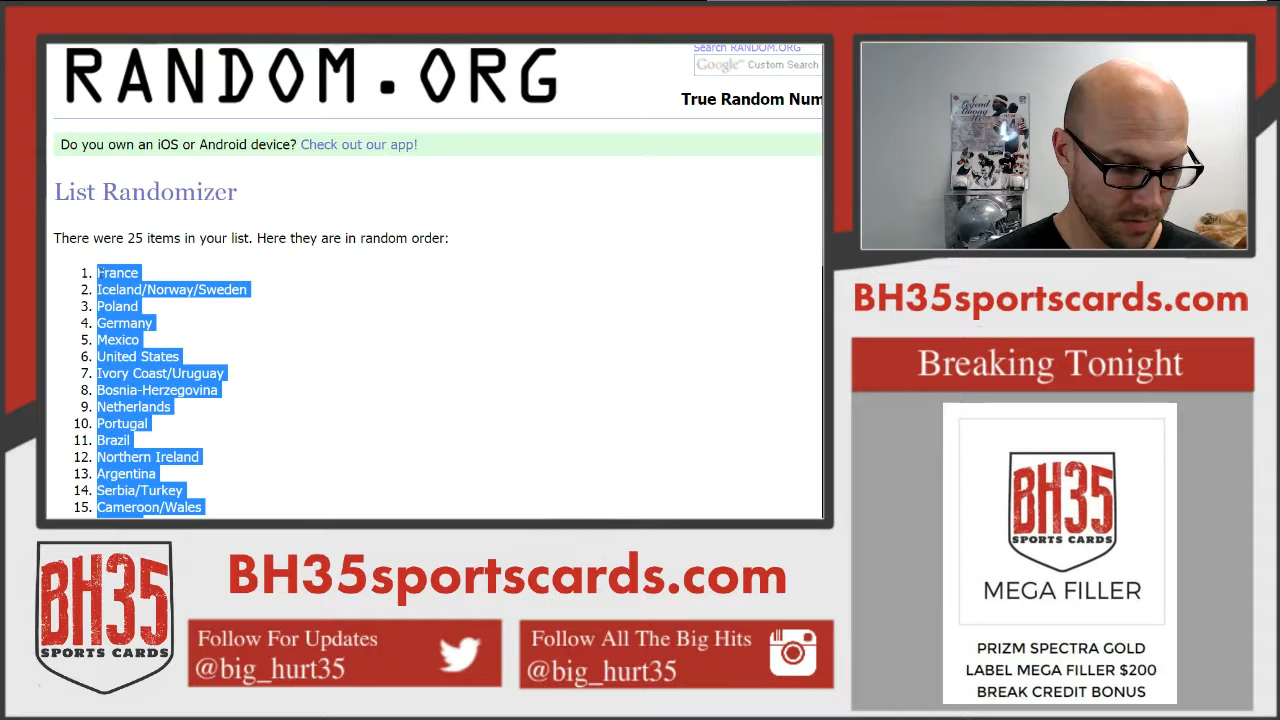 RANDOM.ORG
Search RANDOM.ORG
Google™ Custom Search
True Random Num
Do you own an iOS or Android device? Check out our app!
List Randomizer
There were 25 items in your list. Here they are in random order:
1. France
2. Iceland/Norway/Sweden
3. Poland
4. Germany
5. Mexico
6. United States
7. Ivory Coast/Uruguay
8. Bosnia-Herzegovina
9. Netherlands
10. Portugal
11. Brazil
12. Northern Ireland
13. Argentina
14. Serbia/Turkey
15. Cameroon/Wales
BH35sportscards.com
Breaking Tonight
BH35
SPORTS CARDS
MEGA FILLER
PRIZM SPECTRA GOLD
LABEL MEGA FILLER $200
BREAK CREDIT BONUS
BH35
SPORTS CARDS
BH35sportscards.com
Follow For Updates
@big_hurt35
Follow All The Big Hits
@big_hurt35